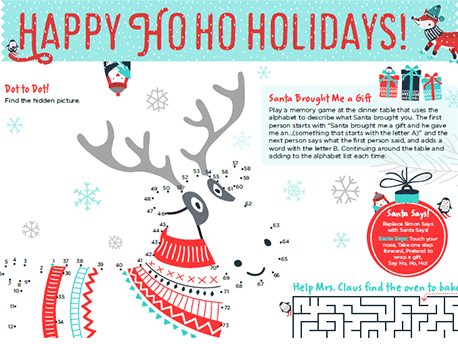 HAPPY HO HO HOLIDAYS!
Dot to Dot!
Find the hidden picture.
Santa Brought Me a Gift
Play a memory game at the dinner table that uses the
alphabet to describe what Santa brought you. The first
person starts with "Santa brought me a gift and he gave
me an...(something that starts with the letter A)" and the
next person says what the first person said, and adds a
word with the letter B. Continuing around the table and
adding to the alphabet list each time.
Santa Says!
Replace Simon Says
with Santa Says!
Santa Says: Touch your
nose, Take one step
forward, Pretend to
wrap a gift,
Say Ho, Ho, Ho!
Help Mrs. Claus find the oven to bake